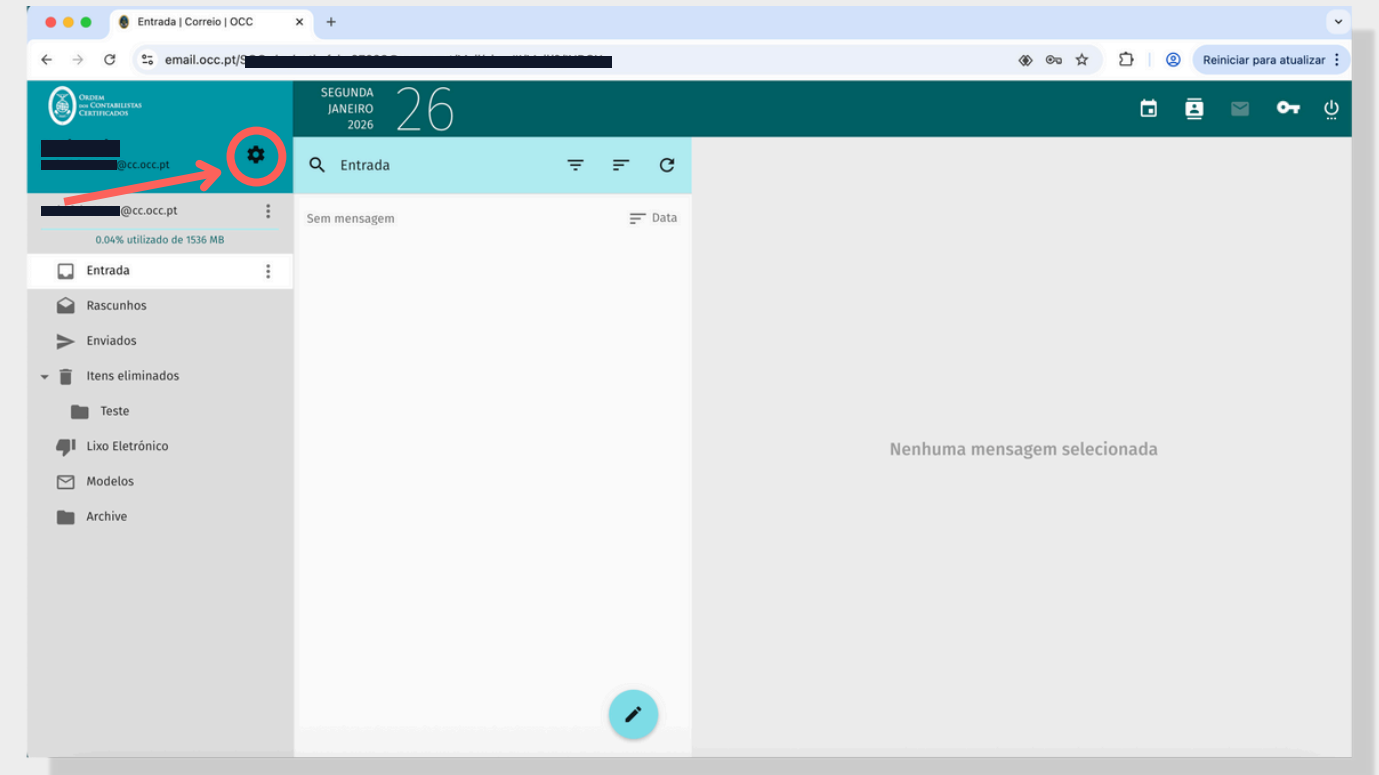 Entrada | Correio | OCC
email.occ.pt/S
Reiniciar para atualizar
ORDEM
DOS CONTABILISTAS
CERTIFICADOS
SEGUNDA
JANEIRO
2026
26
@cc.occ.pt
Entrada
@cc.occ.pt
0.04% utilizado de 1536 MB
Sem mensagem
Data
Entrada
Rascunhos
Enviados
Itens eliminados
Teste
Lixo Eletrónico
Modelos
Archive
Nenhuma mensagem selecionada